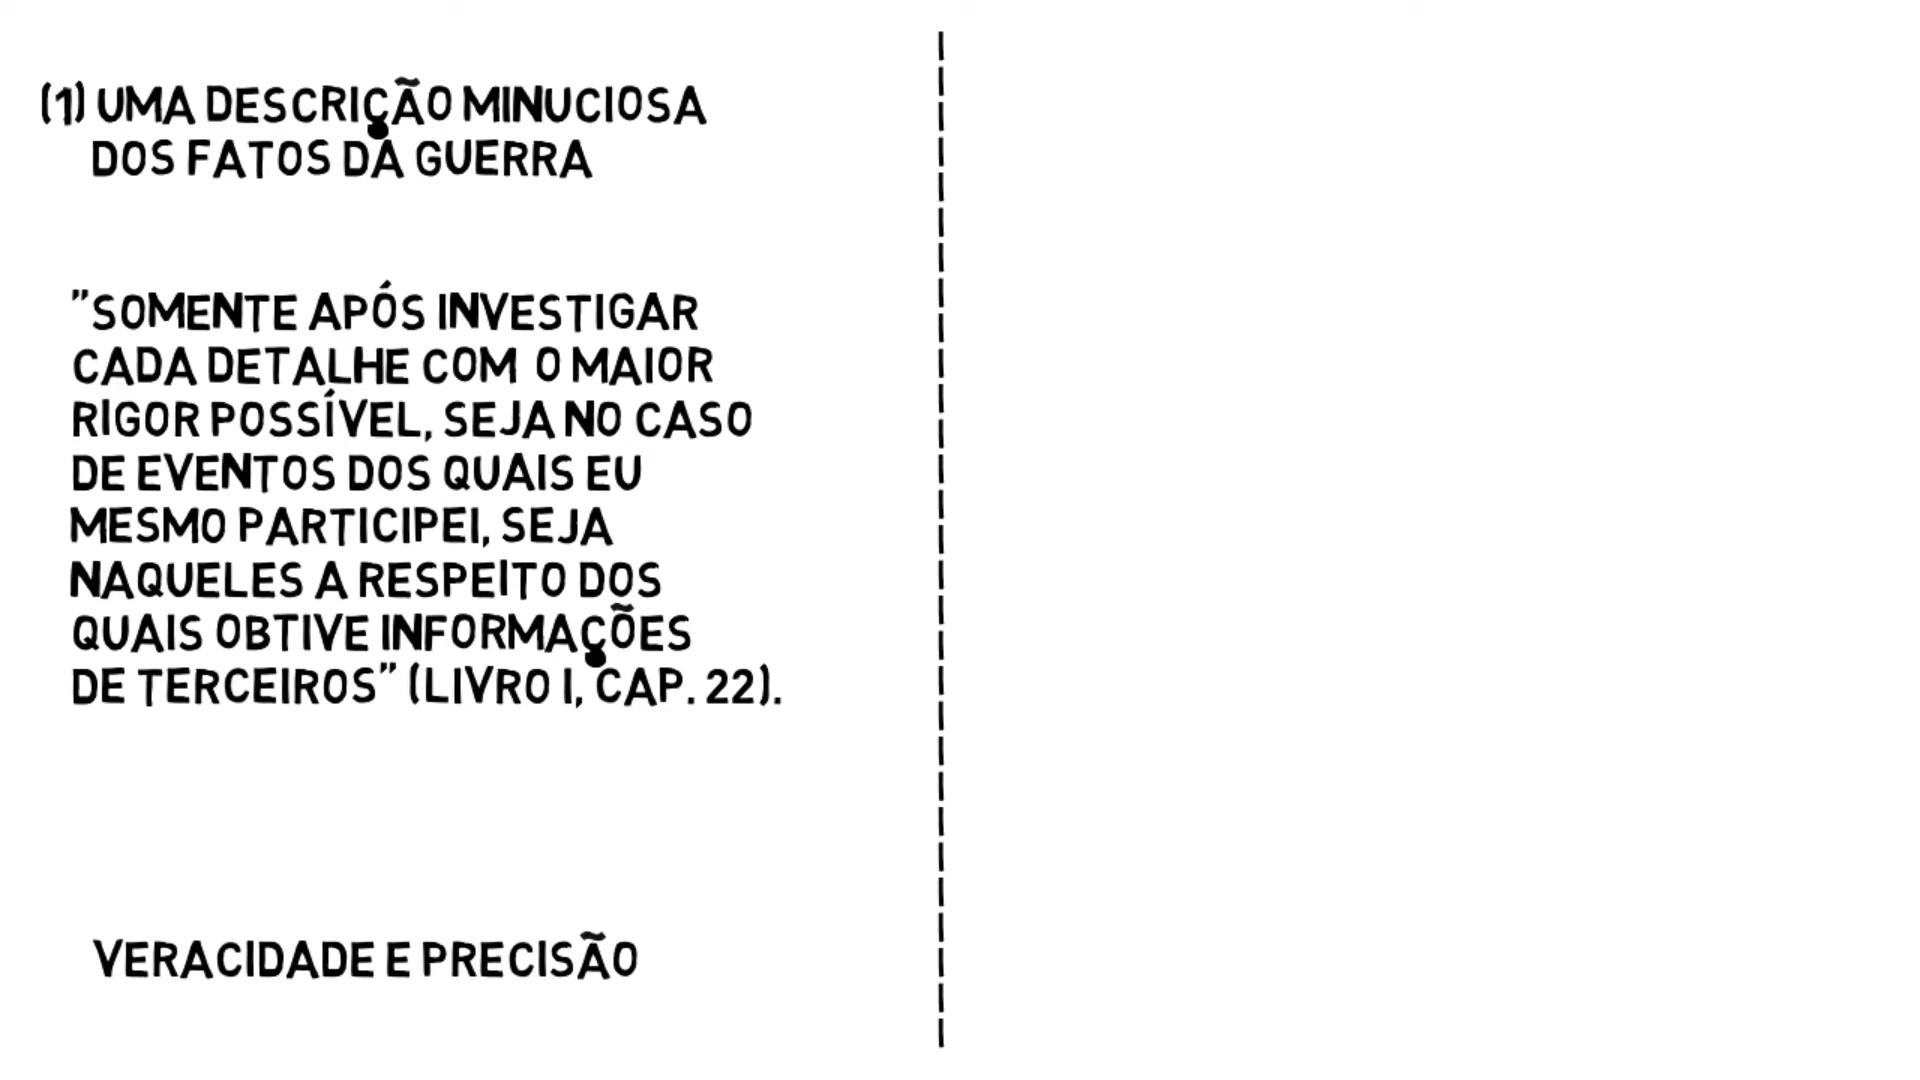 (1) UMA DESCRIÇÃO MINUCIOSA
DOS FATOS DA GUERRA
"SOMENTE APÓS INVESTIGAR
CADA DETALHE COM O MAIOR
RIGOR POSSÍVEL, SEJA NO CASO
DE EVENTOS DOS QUAIS EU
MESMO PARTICIPEI, SEJA
NAQUELES A RESPEITO DOS
QUAIS OBTIVE INFORMAÇÕES
DE TERCEIROS" (LIVRO I, CAP. 22).
VERACIDADE E PRECISÃO